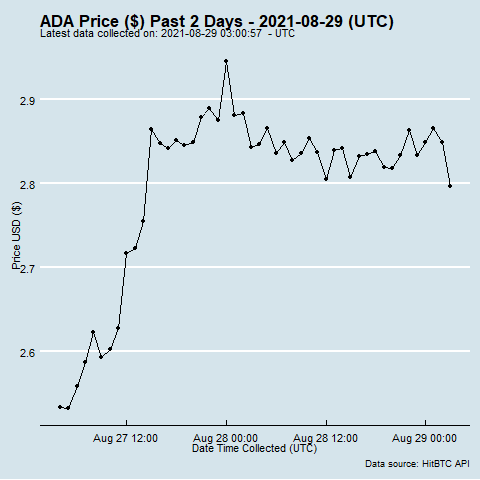 ADA Price ($) Past 2 Days - 2021-08-29 (UTC)
Latest data collected on: 2021-08-29 03:00:57 - UTC
2.9
2.8
2.7
2.6
Price USD ($)
Aug 27 12:00
Aug 28 00:00
Aug 28 12:00
Aug 29 00:00
Date Time Collected (UTC)
Data source: HitBTC API